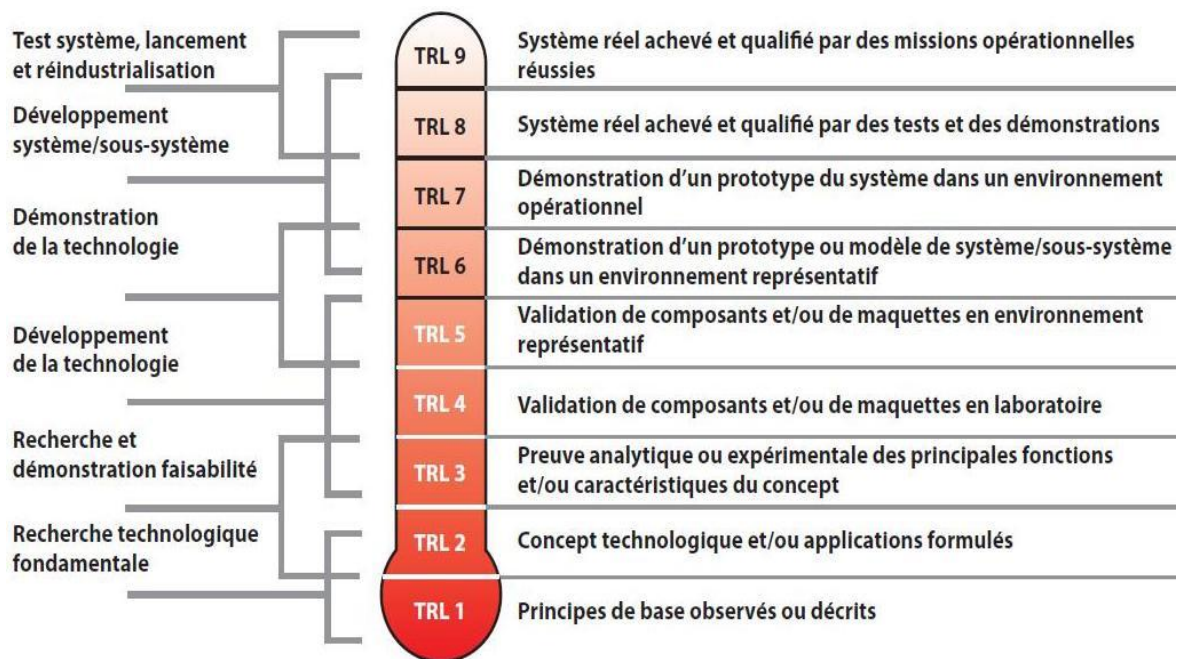 Test système, lancement
et réindustrialisation
Développement
système/sous-système
Démonstration
de la technologie
Développement
de la technologie
Recherche et
démonstration faisabilité
Recherche technologique
fondamentale
TRL 9
TRL 8
TRL 7
TRL 6
TRL 5
TRL 4
TRL 3
TRL 2
TRL 1
Système réel achevé et qualifié par des missions opérationnelles
réussies
Système réel achevé et qualifié par des tests et des démonstrations
Démonstration d'un prototype du système dans un environnement
opérationnel
Démonstration d'un prototype ou modèle de système/sous-système
dans un environnement représentatif
Validation de composants et/ou de maquettes en environnement
représentatif
Validation de composants et/ou de maquettes en laboratoire
Preuve analytique ou expérimentale des principales fonctions
et/ou caractéristiques du concept
Concept technologique et/ou applications formulés
Principes de base observés ou décrits